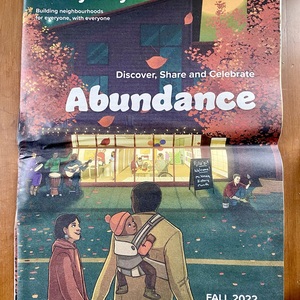 Building neighbourhoods
for everyone, with everyone
Discover, Share and Celebrate
Abundance
FALL 2022